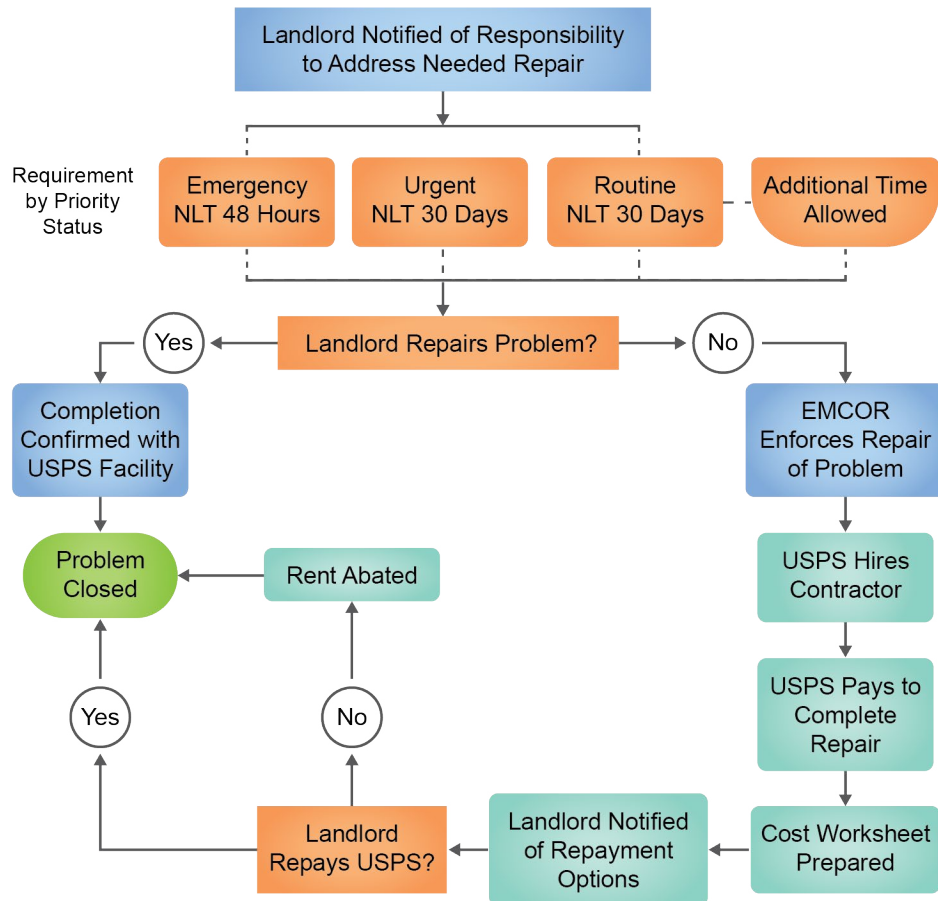 Landlord Notified of Responsibility
to Address Needed Repair
Requirement
by Priority
Status
Emergency
NLT 48 Hours
Urgent
NLT 30 Days
Routine
NLT 30 Days
Additional Time
Allowed
Yes
Landlord Repairs Problem?
No
Completion
Confirmed with
USPS Facility
EMCOR
Enforces Repair
of Problem
Problem
Closed
Rent Abated
USPS Hires
Contractor
Yes
No
USPS Pays to
Complete
Repair
Landlord
Repays USPS?
Landlord Notified
of Repayment
Options
Cost Worksheet
Prepared